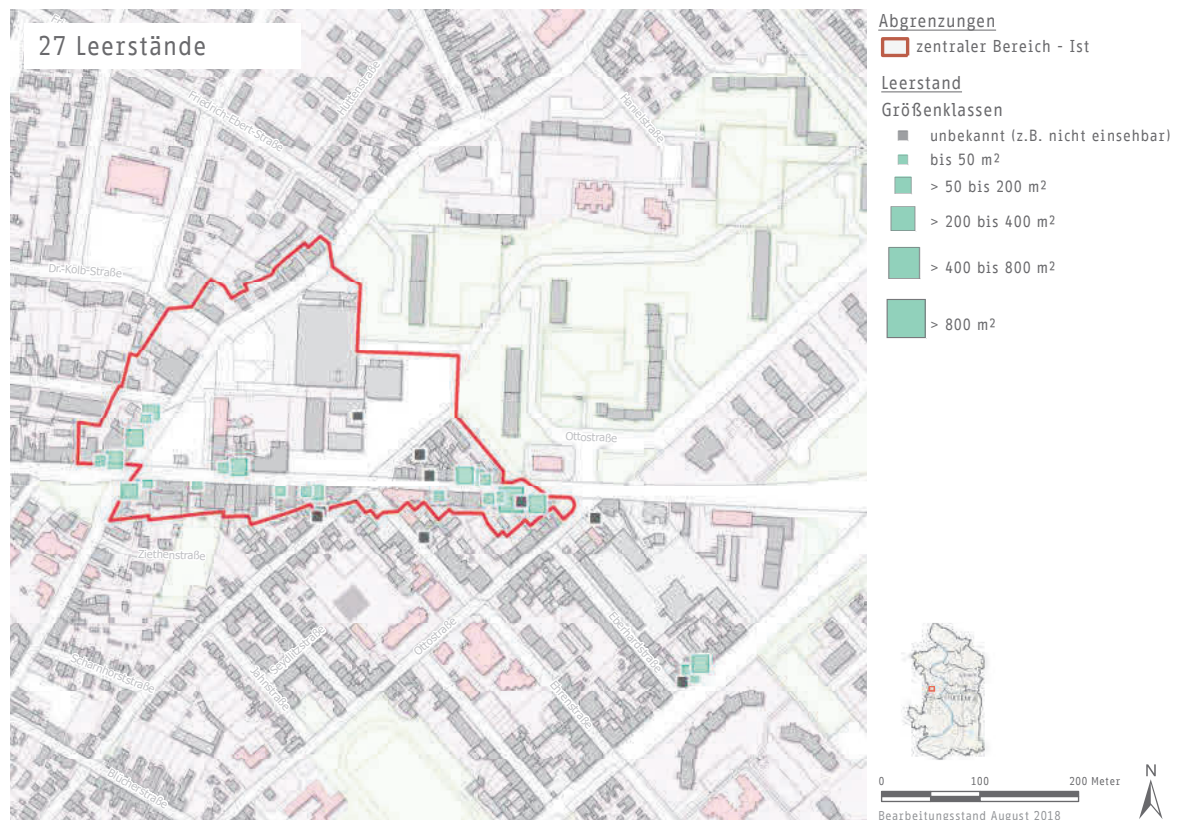 27 Leerstände
Abgrenzungen
zentraler Bereich - Ist
Leerstand
Größenklassen
unbekannt (z.B. nicht einsehbar)
bis 50 m²
> 50 bis 200 m²
> 200 bis 400 m²
> 400 bis 800 m²
> 800 m²
Huttenstraße
Friedrich-Ebert-Straße
Hanielstraße
Dr.-Kolb-Straße
Ottostraße
Ziethenstraße
Scharnhorststraße
Seydlitzstraße
Jahnstraße
Ottostraße
Eberhardstraße
Ehrenstraße
Blücherstraße
0 100 200 Meter
N
Bearbeitungsstand August 2018